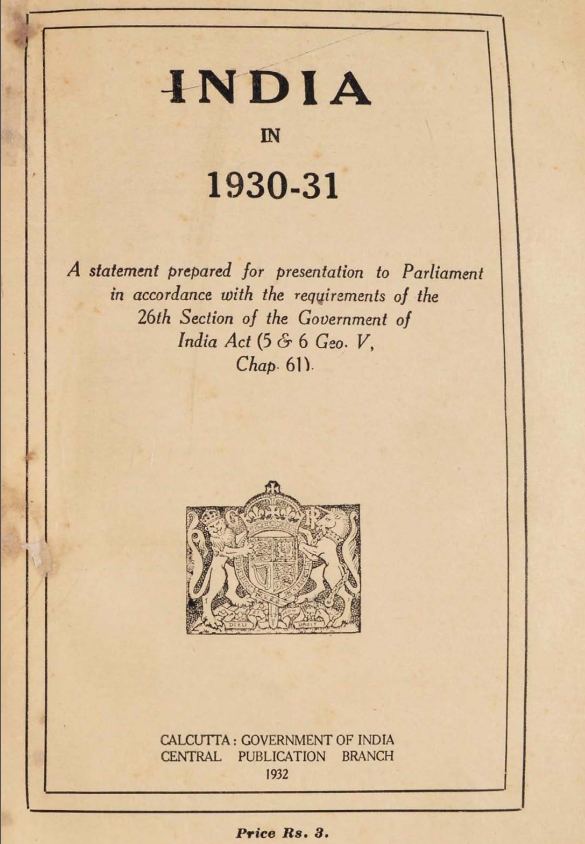 INDIA
IN
1930-31
A statement prepared for presentation to Parliament
in accordance with the requirements of the
26th Section of the Government of
India Act (5 & 6 Geo. V,
Chap. 61).
CALCUTTA: GOVERNMENT OF INDIA
CENTRAL PUBLICATION BRANCH
1932
Price Rs. 3.